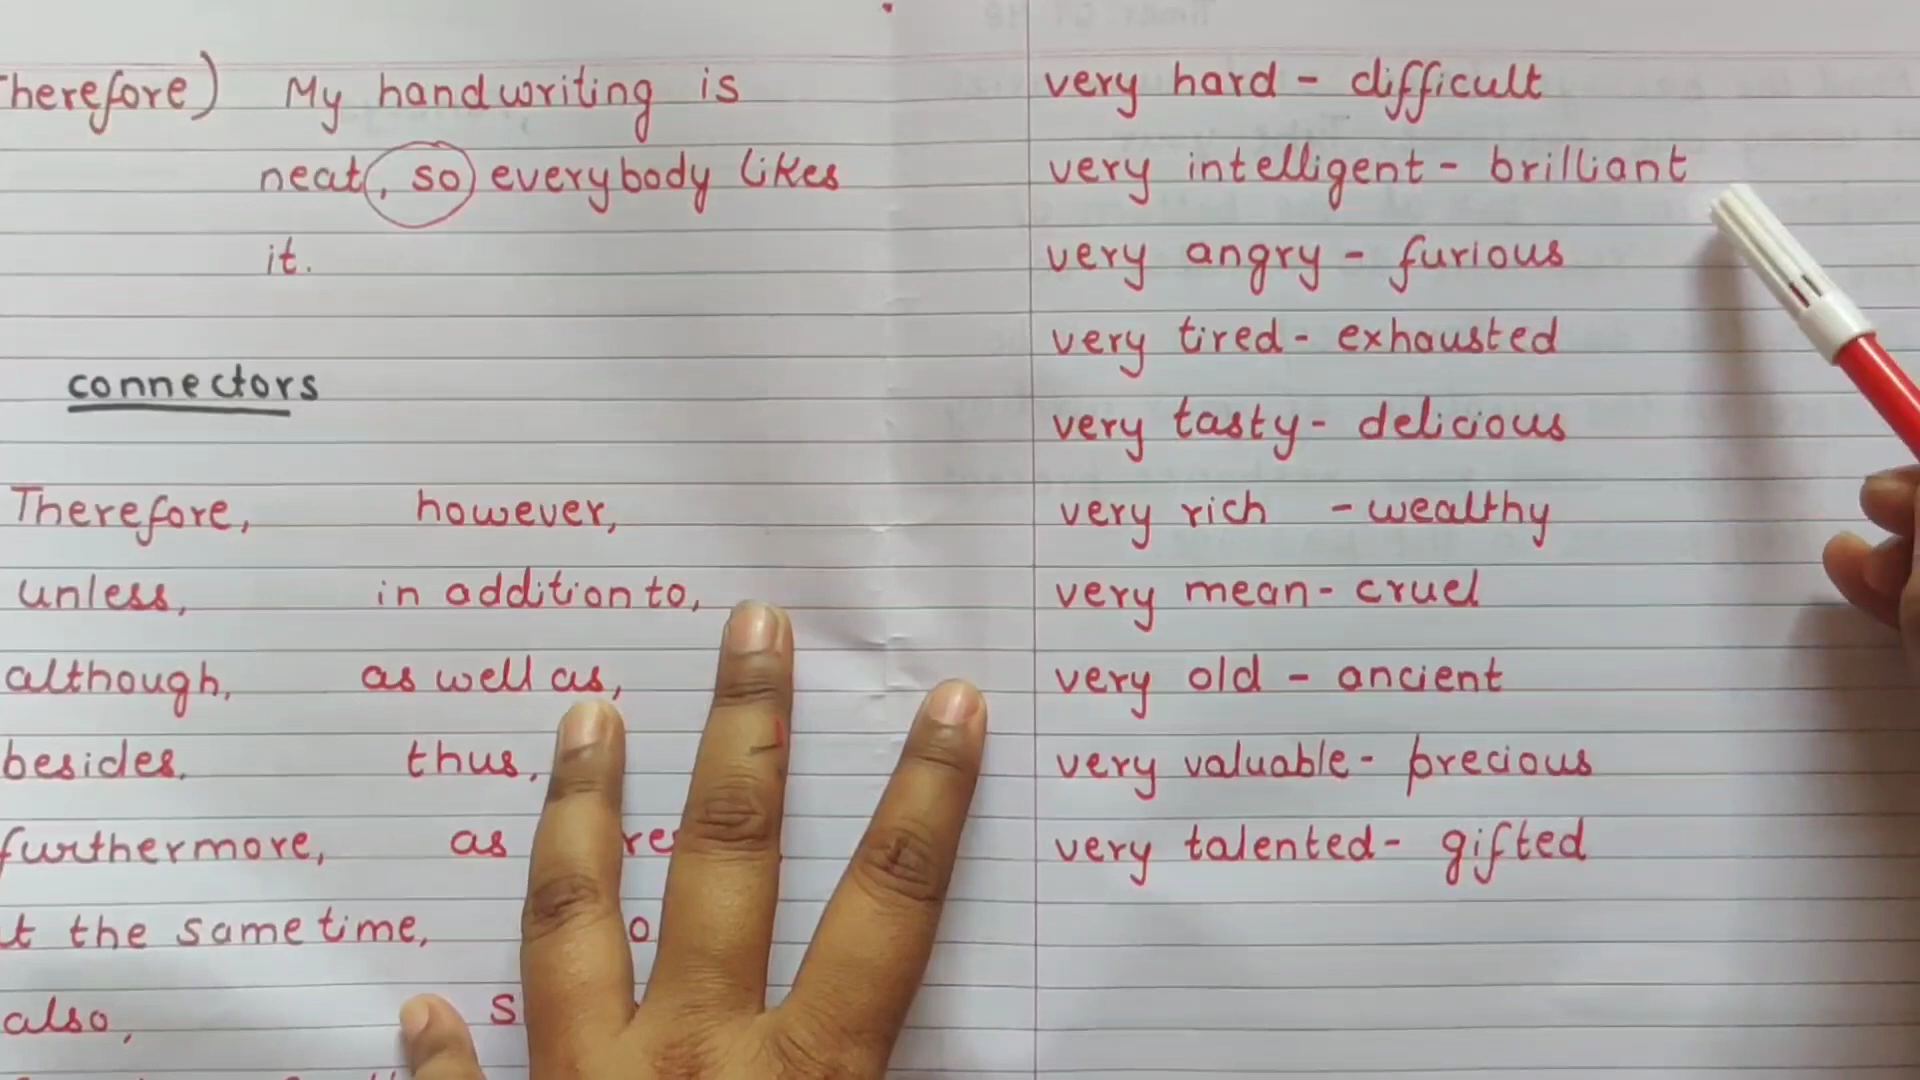 herefore) My handwriting is
neat, so everybody likes
it.
connectors
Therefore, however,
unless, in addition to,
although, as well as,
besides, thus,
furthermore, as
t the same time,
also,
very hard - difficult
very intelligent - brilliant
very angry - furious
very tired - exhausted
very tasty - delicious
very rich - wealthy
very mean - cruel
very old - ancient
very valuable - precious
very talented - gifted